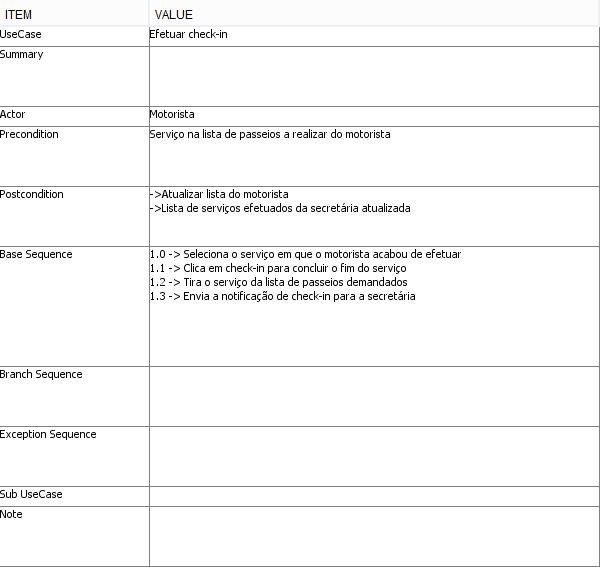 ITEM VALUE
UseCase Efetuar check-in
Summary
Actor Motorista
Precondition Serviço na lista de passeios a realizar do motorista
Postcondition ->Atualizar lista do motorista
->Lista de serviços efetuados da secretária atualizada
Base Sequence 1.0 -> Seleciona o serviço em que o motorista acabou de efetuar
1.1 -> Clica em check-in para concluir o fim do serviço
1.2 -> Tira o serviço da lista de passeios demandados
1.3 -> Envia a notificação de check-in para a secretária
Branch Sequence
Exception Sequence
Sub UseCase
Note